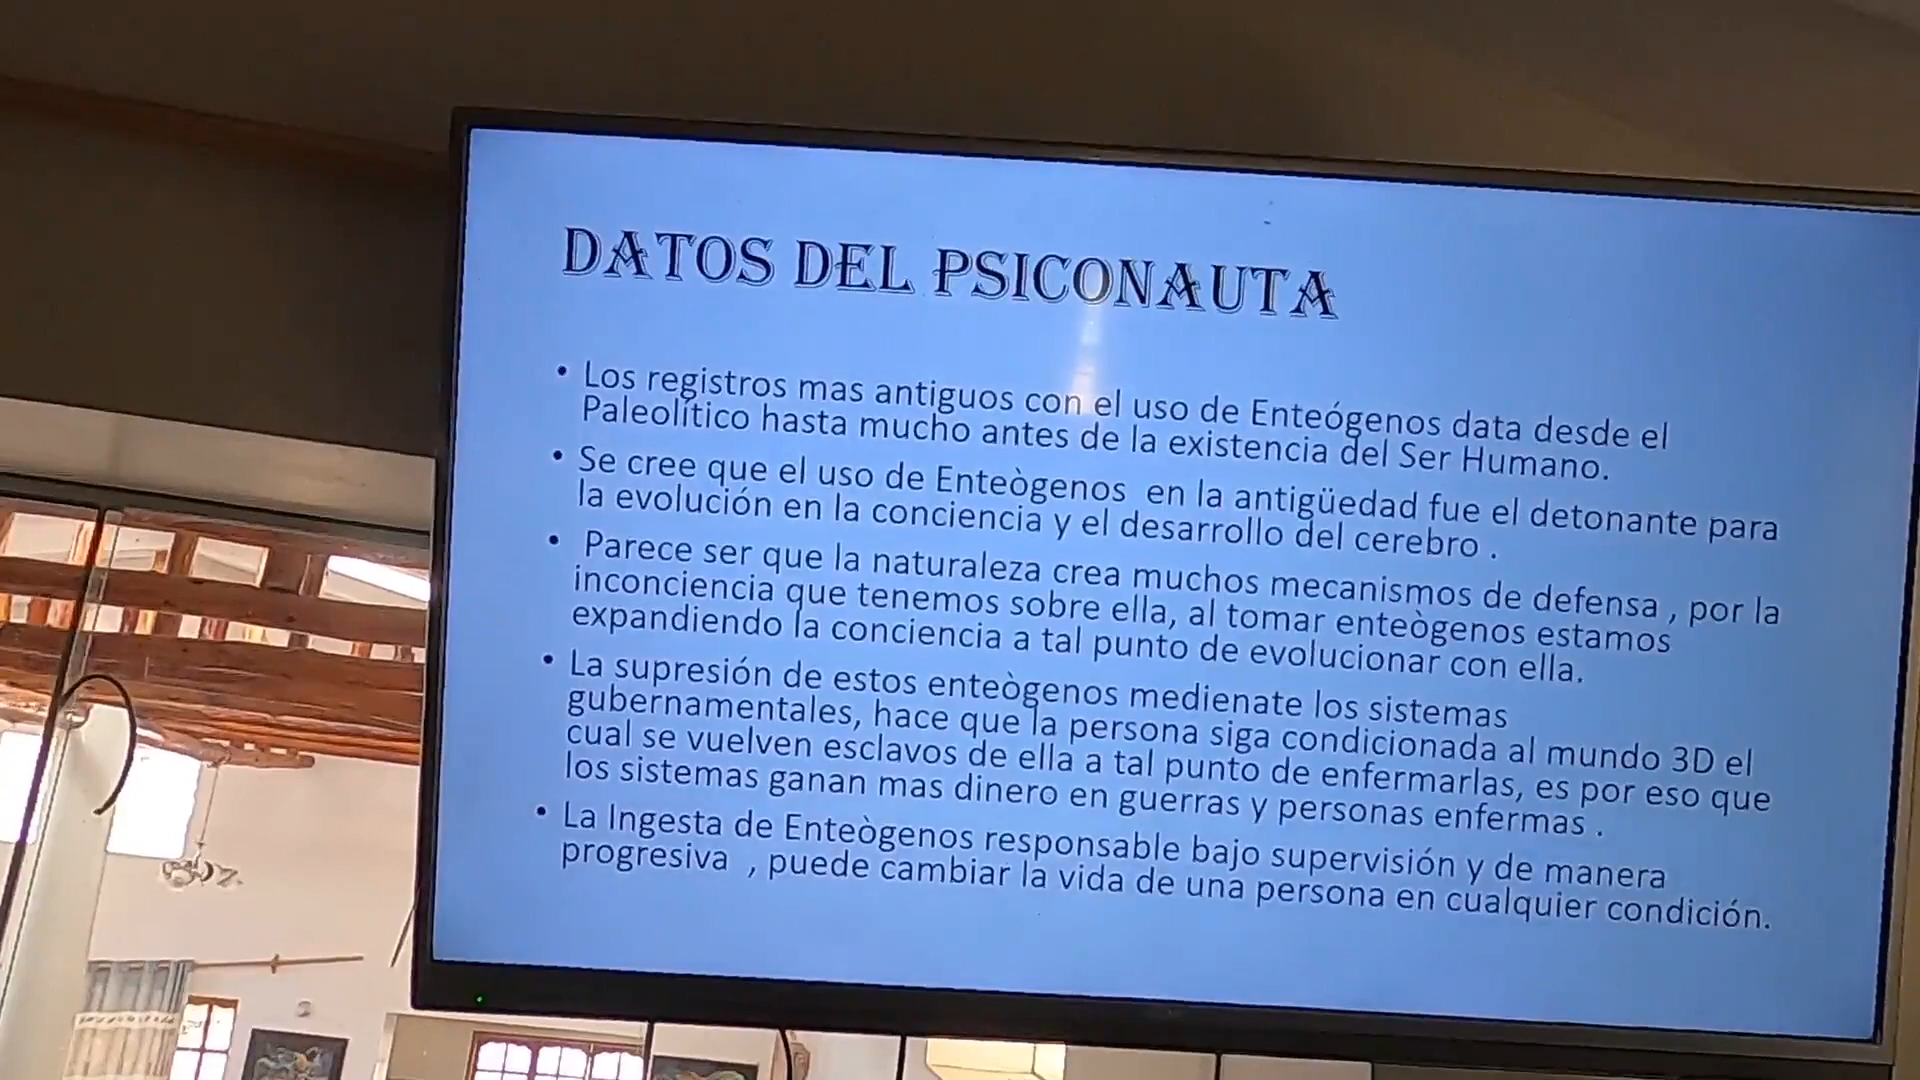 DATOS DEL PSICONAUTA
• Los registros mas antiguos con el uso de Enteógenos data desde el
Paleolítico hasta mucho antes de la existencia del Ser Humano.
• Se cree que el uso de Enteògenos en la antigüedad fue el detonante para
la evolución en la conciencia y el desarrollo del cerebro .
• Parece ser que la naturaleza crea muchos mecanismos de defensa , por la
inconciencia que tenemos sobre ella, al tomar enteògenos estamos
expandiendo la conciencia a tal punto de evolucionar con ella.
• La supresión de estos enteògenos medienate los sistemas
gubernamentales, hace que la persona siga condicionada al mundo 3D el
cual se vuelven esclavos de ella a tal punto de enfermarlas, es por eso que
los sistemas ganan mas dinero en guerras y personas enfermas .
• La Ingesta de Enteògenos responsable bajo supervisión y de manera
progresiva , puede cambiar la vida de una persona en cualquier condición.